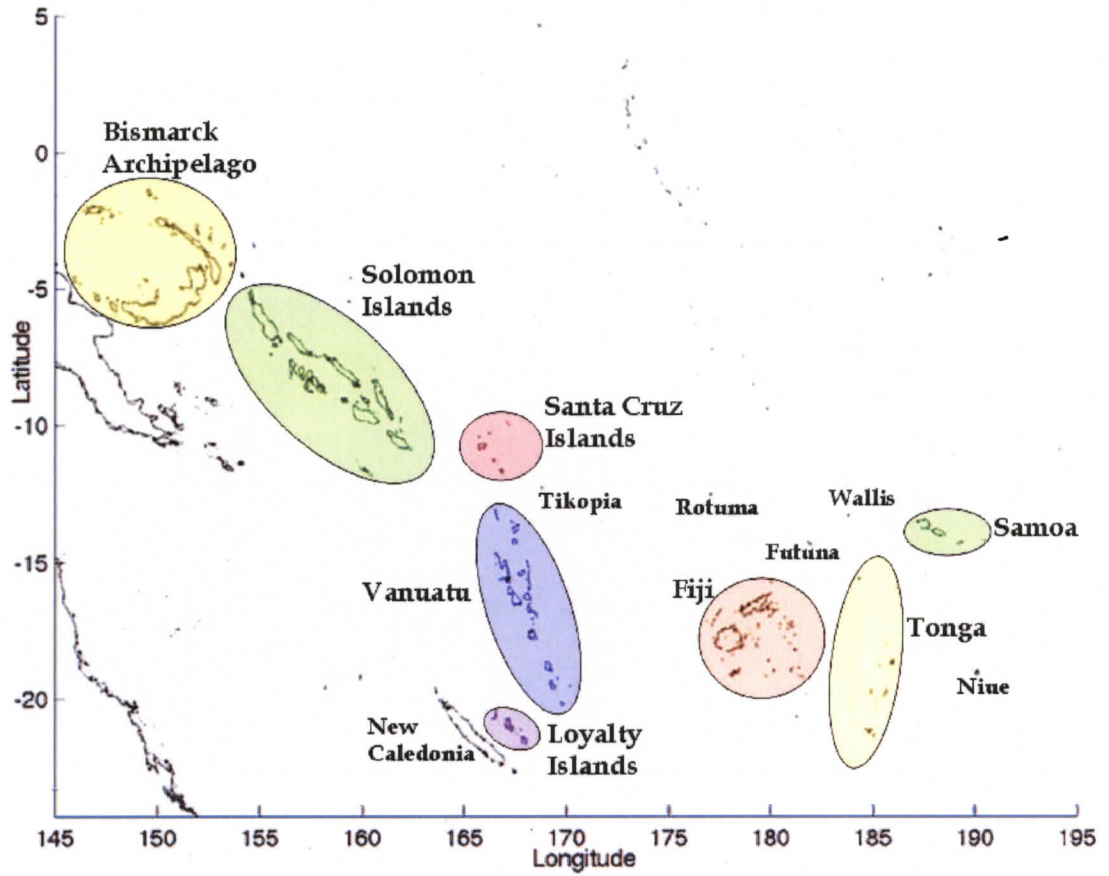 5
Bismarck
Archipelago
0
Solomon
Islands
-5
Latitude
Santa Cruz
Islands
-10
Tikopia
Rotuma
Wallis
Samoa
Futuna
-15
Vanuatu
Fiji
Tonga
Niue
-20
New
Caledonia
Loyalty
Islands
145 150 155 160 165 170 175 180 185 190 195
Longitude